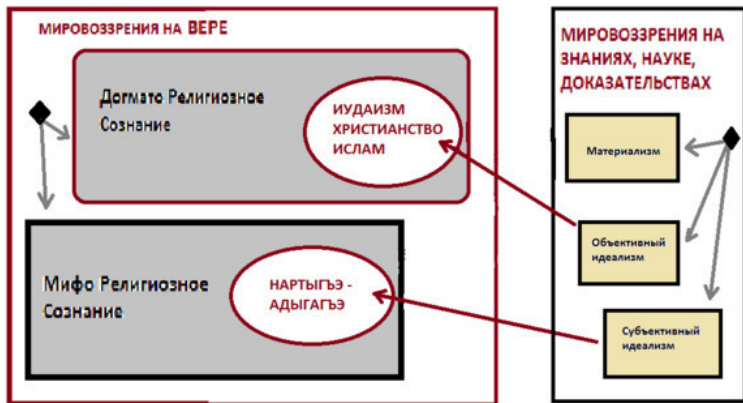 МИРОВОЗЗРЕНИЯ НА ВЕРЕ
Догмато Религиозное
Сознание
ИУДАИЗМ
ХРИСТИАНСТВО
ИСЛАМ
Мифо Религиозное
Сознание
НАРТЫГЪЭ -
АДЫГАГЪЭ
МИРОВОЗЗРЕНИЯ НА
ЗНАНИЯХ, НАУКЕ,
ДОКАЗАТЕЛЬСТВАХ
Материализм
Объективный
идеализм
Субъективный
идеализм